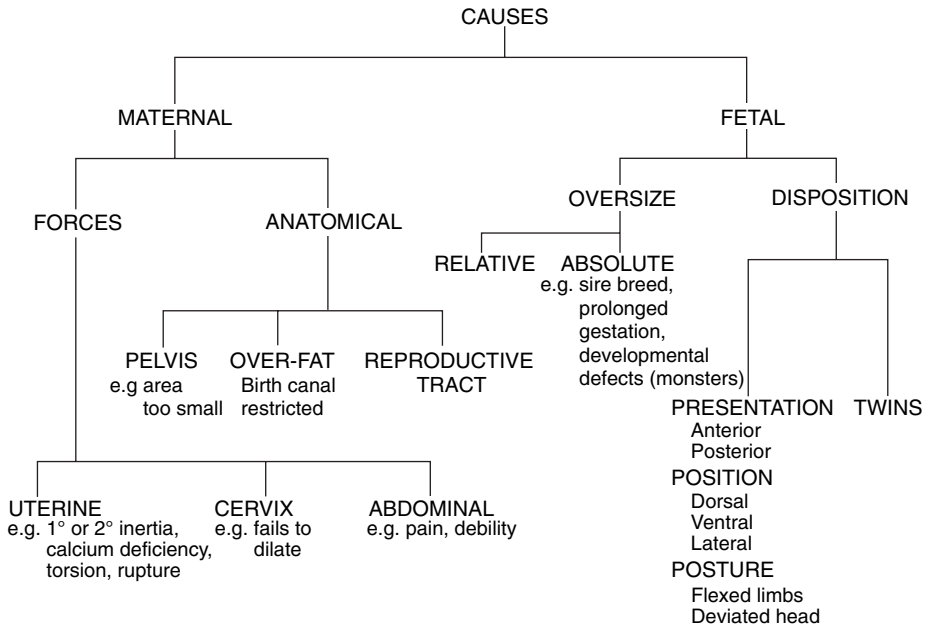 CAUSES
MATERNAL
FETAL
FORCES
ANATOMICAL
OVERSIZE
DISPOSITION
RELATIVE
ABSOLUTE
e.g. sire breed,
prolonged
gestation,
developmental
defects (monsters)
PELVIS
e.g area
too small
OVER-FAT
Birth canal
restricted
REPRODUCTIVE
TRACT
PRESENTATION
Anterior
Posterior
POSITION
Dorsal
Ventral
Lateral
POSTURE
Flexed limbs
Deviated head
TWINS
UTERINE
e.g. 1° or 2° inertia,
calcium deficiency,
torsion, rupture
CERVIX
e.g. fails to
dilate
ABDOMINAL
e.g. pain, debility